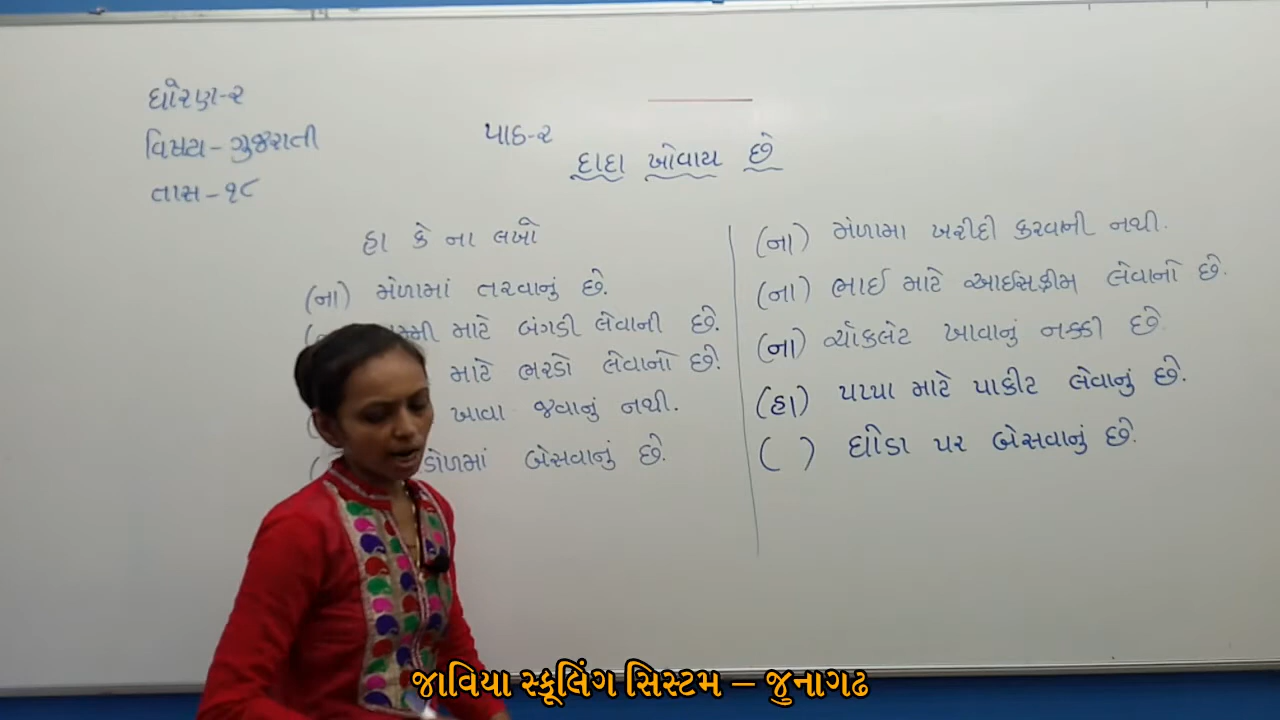 ધોરણ-૨
વિષય - ગુજરાતી
તાસ - ૧૮
પાઠ-૨
દાદા ખોવાય છે
હા કે ના લખો
(ના) મેળામાં તરવાનું છે.
માટે બંગડી લેવાની છે.
માટે ભરડો લેવાનો છે.
ખાવા જવાનું નથી.
બેસવાનું છે.
(ના) મેળામા ખરીદી કરવાની નથી.
(ના) ભાઈ માટે આઈસક્રીમ લેવાનો છે.
(ના) ચોકલેટ ખાવાનું નક્કી છે
(હા) પપ્પા માટે પાકીટ લેવાનું છે.
( ) ઘોડા પર બેસવાનું છે.
જાવિયા સ્કૂલિંગ સિસ્ટમ – જુનાગઢ